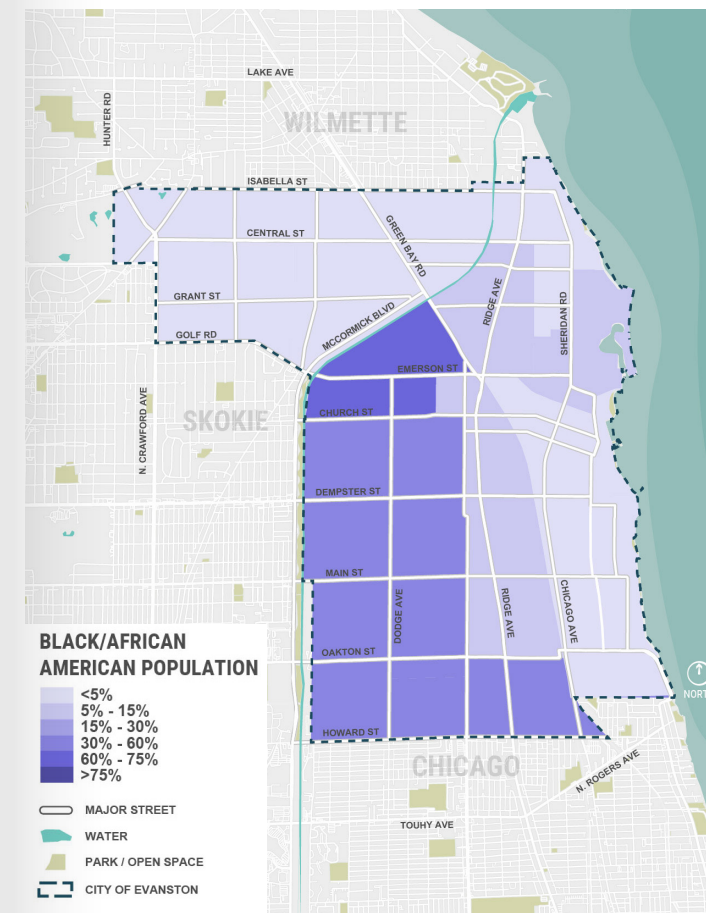 LAKE AVE
HUNTER RD
WILMETTE
ISABELLA ST
CENTRAL ST
GREEN BAY RD
GRANT ST
RIDGE AVE
SHERIDAN RD
MCCORMICK BLVD
GOLF RD
EMERSON ST
SKOKIE
N. CRAWFORD AVE
CHURCH ST
DEMPSTER ST
MAIN ST
DODGE AVE
RIDGE AVE
CHICAGO AVE
OAKTON ST
HOWARD ST
NORT
CHICAGO
N. ROGERS AVE
TOUHY AVE
BLACK/AFRICAN
AMERICAN POPULATION
<5%
5% - 15%
15% - 30%
30% - 60%
60% - 75%
>75%
MAJOR STREET
WATER
PARK / OPEN SPACE
CITY OF EVANSTON